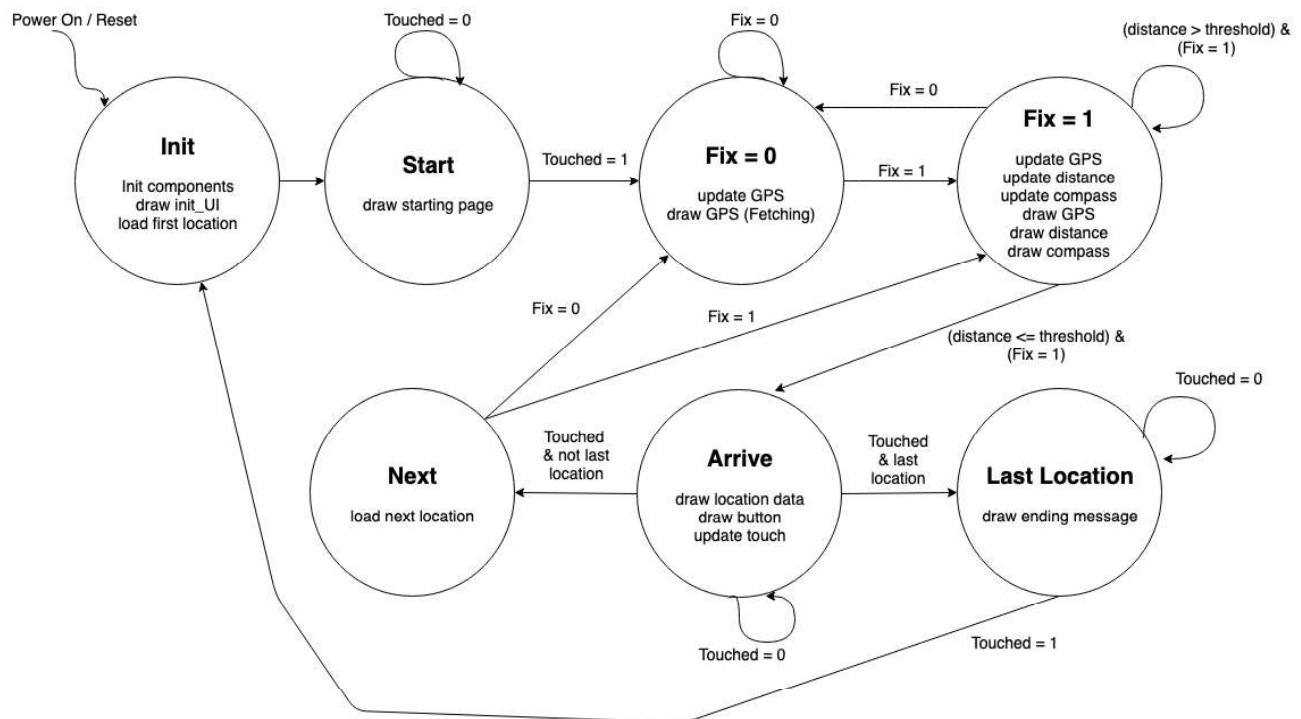 Power On / Reset
Touched = 0
Fix = 0
(distance > threshold) &
(Fix = 1)
Init
Init components
draw init_UI
load first location
Start
draw starting page
Touched = 1
Fix = 0
update GPS
draw GPS (Fetching)
Fix = 0
Fix = 1
Fix = 1
update GPS
update distance
update compass
draw GPS
draw distance
draw compass
Fix = 0
Fix = 1
(distance <= threshold) &
(Fix = 1)
Next
load next location
Touched
& not last
location
Arrive
draw location data
draw button
update touch
Touched
& last
location
Last Location
draw ending message
Touched = 0
Touched = 0
Touched = 1